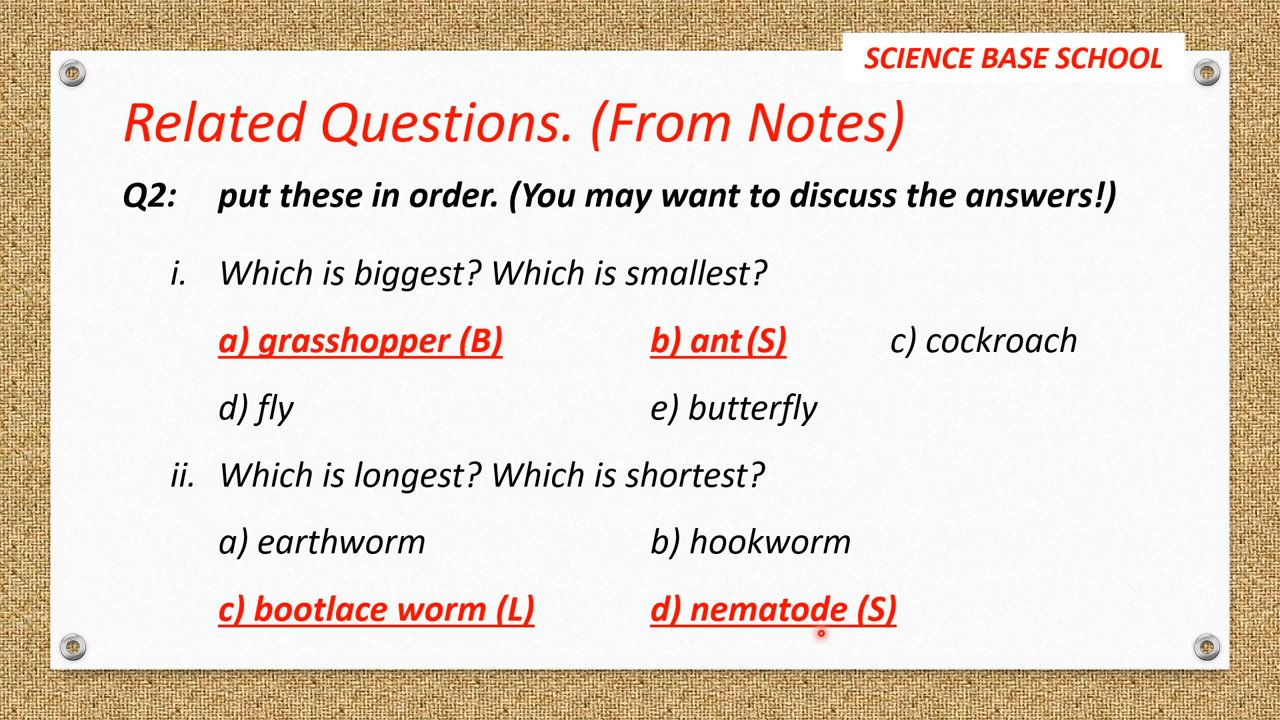 SCIENCE BASE SCHOOL
Related Questions. (From Notes)
Q2: put these in order. (You may want to discuss the answers!)
i. Which is biggest? Which is smallest?
a) grasshopper (B) b) ant (S) c) cockroach
d) fly e) butterfly
ii. Which is longest? Which is shortest?
a) earthworm b) hookworm
c) bootlace worm (L) d) nematode (S)